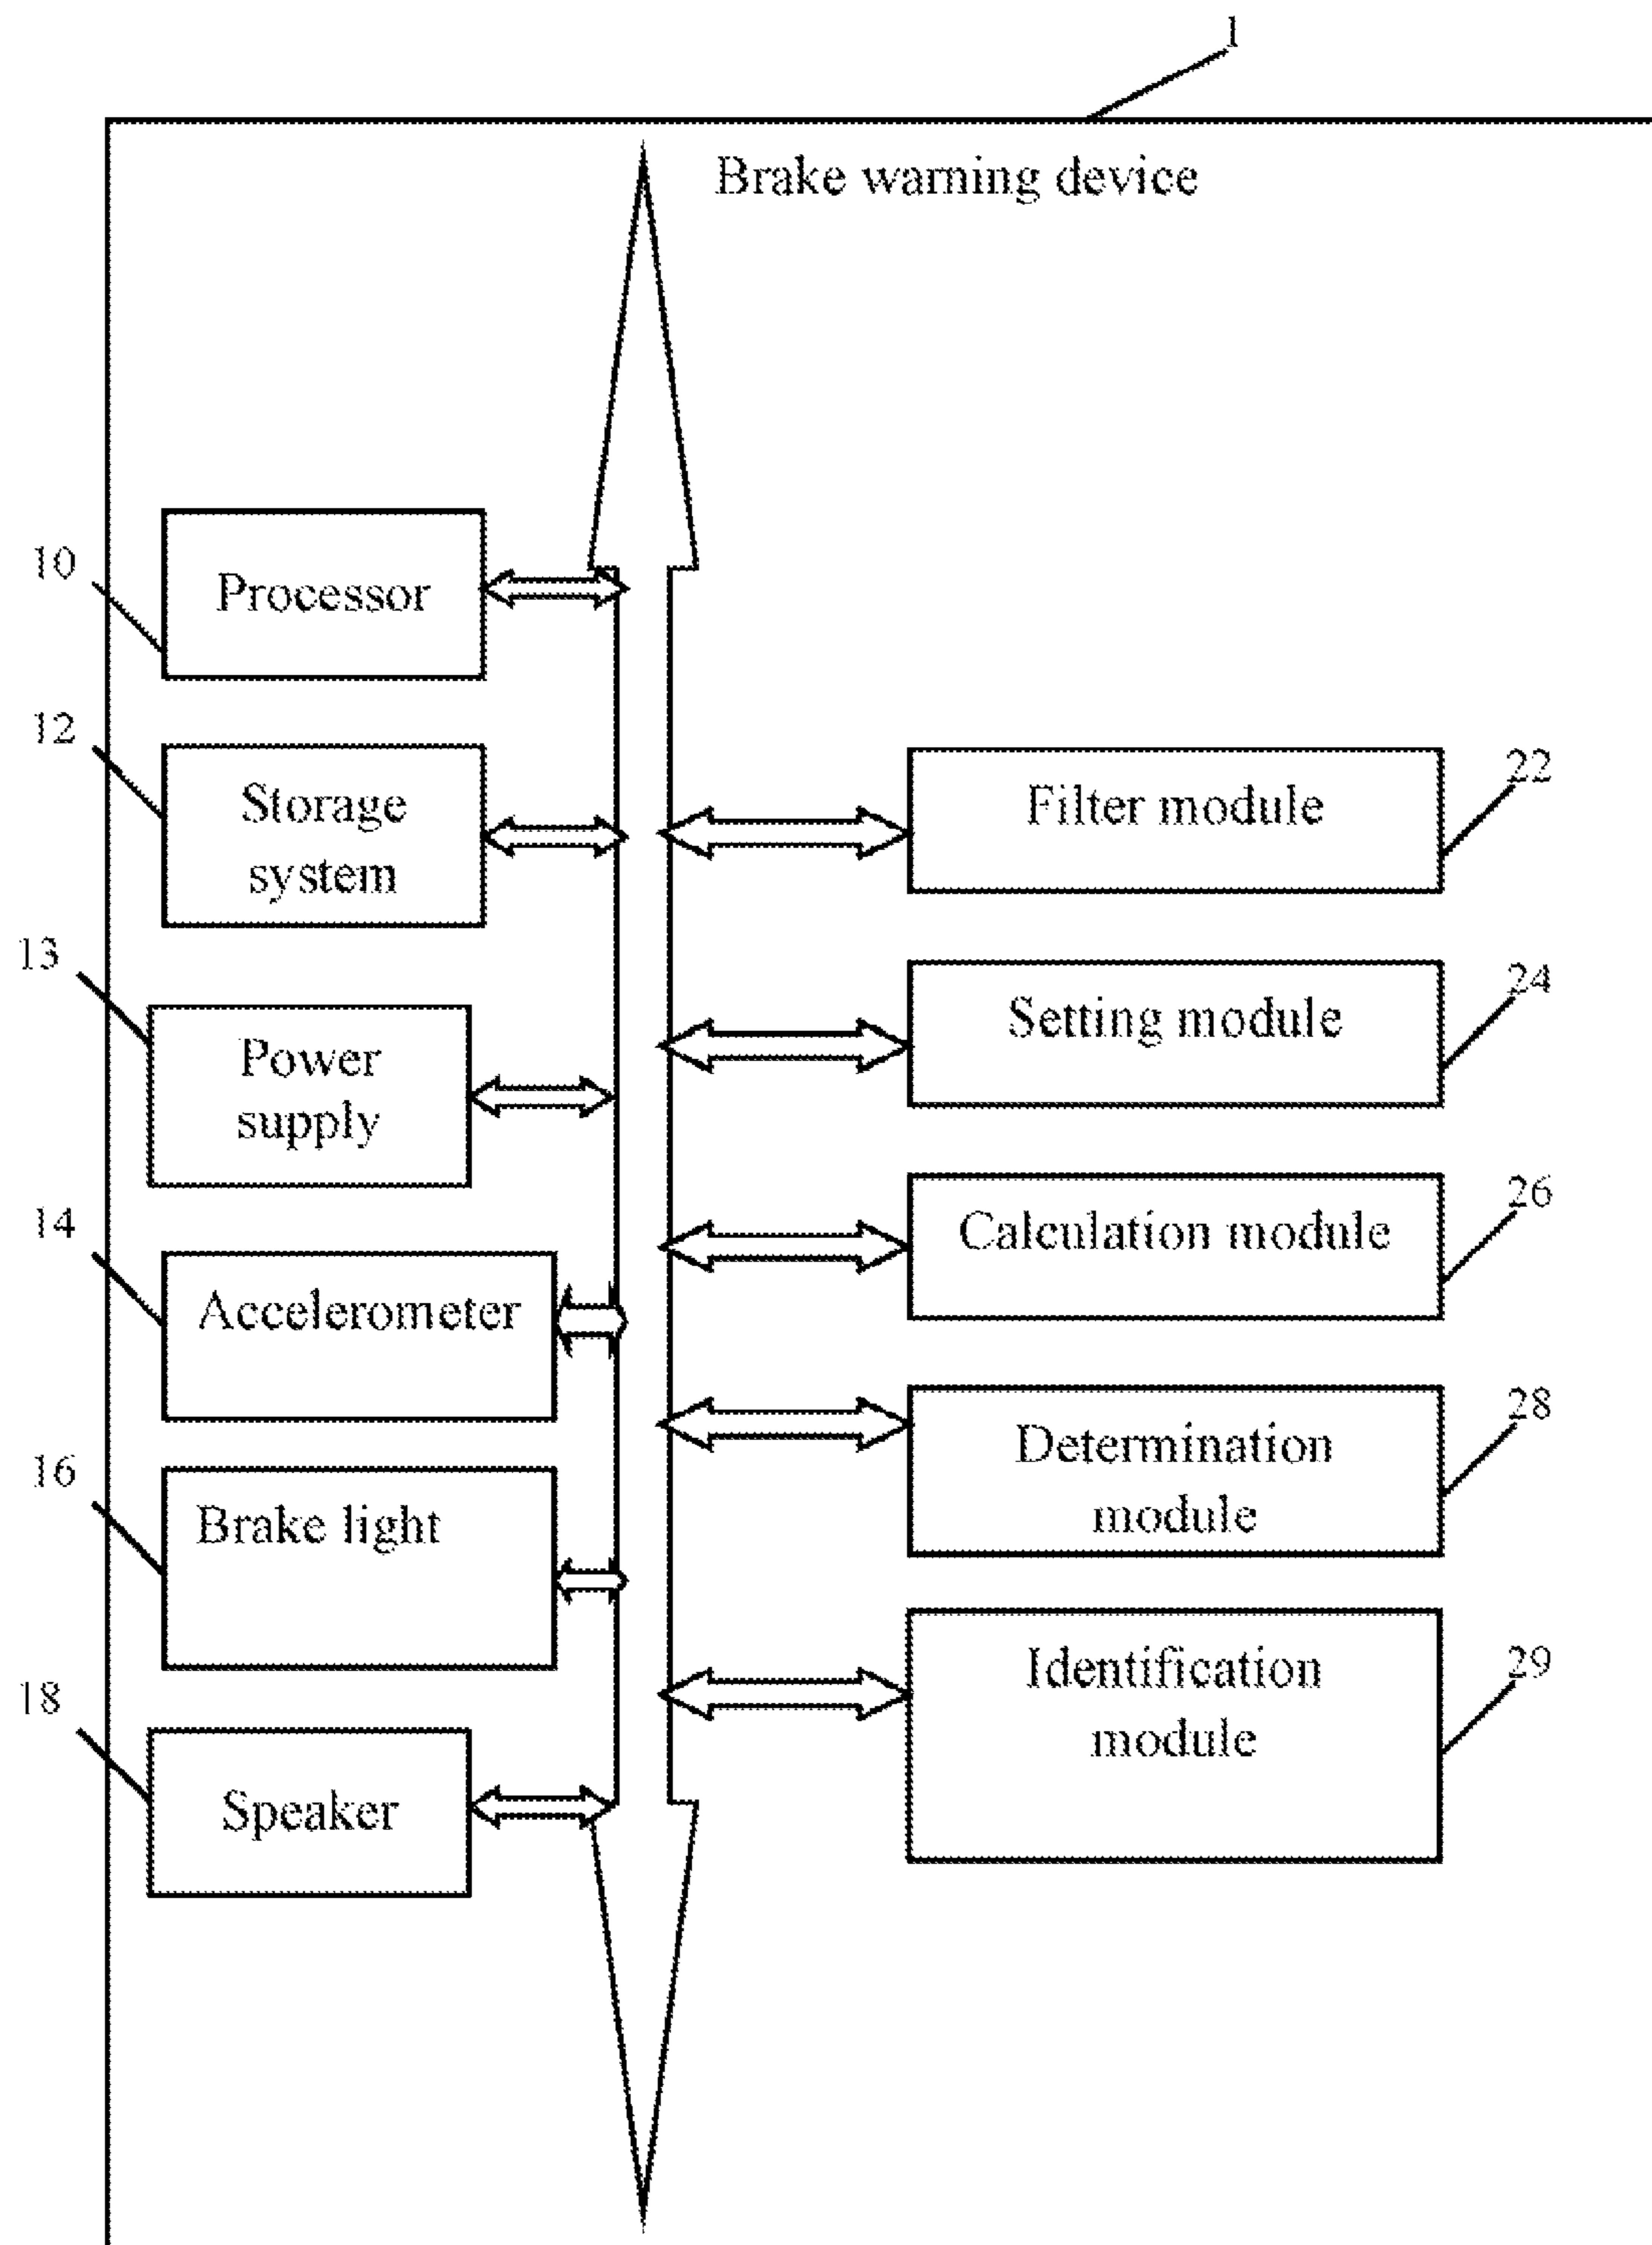 1
Brake warning device
10
Processor
12
Storage
system
13
Power
supply
14
Accelerometer
16
Brake light
18
Speaker
Filter module
22
Setting module
24
Calculation module
26
Determination
module
28
Identification
module
29